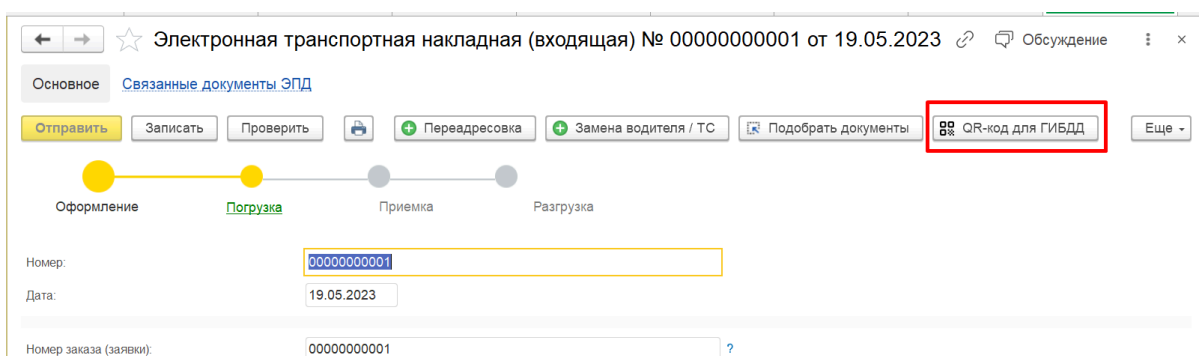 Электронная транспортная накладная (входящая) № 00000000001 от 19.05.2023 Обсуждение
Основное Связанные документы ЭПД
Отправить Записать Проверить Переадресовка Замена водителя / ТС Подобрать документы QR-код для ГИБДД Еще
Оформление Погрузка Приемка Разгрузка
Номер: 00000000001
Дата: 19.05.2023
Номер заказа (заявки): 00000000001 ?